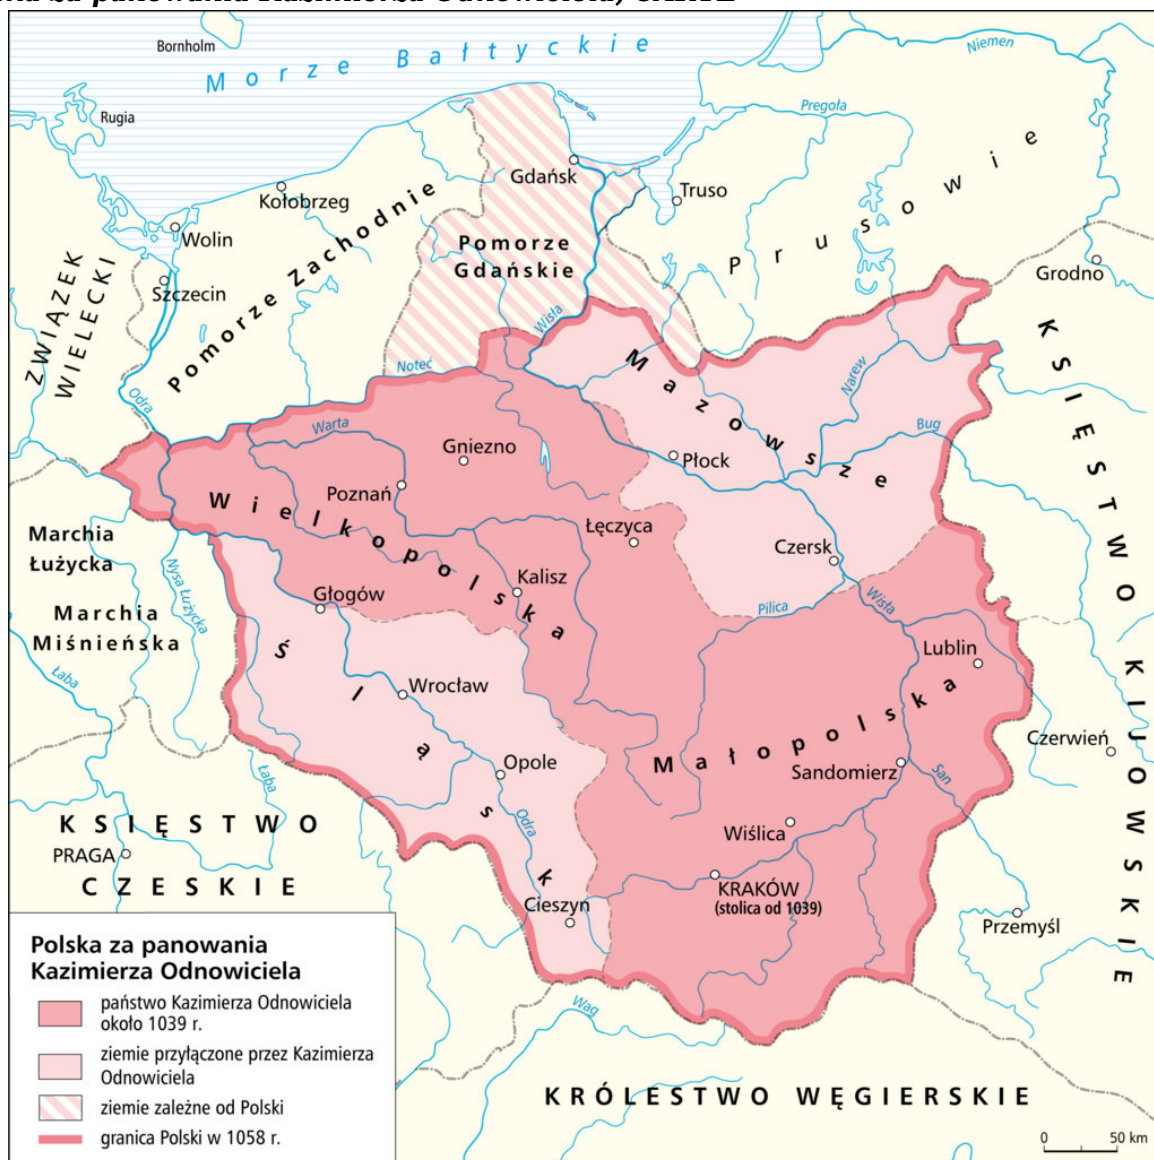 Bornholm
Morze Bałtyckie
Niemen
Rugia
Pregoła
Gdańsk
Truso
Kołobrzeg
Wolin
Prusowie
Pomorze
Gdańskie
Grodno
Szczecin
ZWIĄZEK
WIELECKI
Pomorze Zachodnie
Wisła
Noteć
Mazowsze
Narew
Odra
Warta
Bug
Gniezno
Płock
Poznań
Wielkopolska
Łęczyca
Marchia
Łużycka
Czersk
KSIĘSTWO KIJOWSKIE
Nysa Łużycka
Kalisz
Głogów
Pilica
Wisła
Marchia
Miśnieńska
Śląsk
Lublin
Łaba
Wrocław
Małopolska
Czerwień
Opole
Sandomierz
San
Łaba
Odra
KSIĘSTWO
Wiślica
PRAGA
CZESKIE
KRAKÓW
(stolica od 1039)
Cieszyn
Przemyśl
Polska za panowania
Kazimierza Odnowiciela
państwo Kazimierza Odnowiciela
około 1039 r.
ziemie przyłączone przez Kazimierza
Odnowiciela
ziemie zależne od Polski
granica Polski w 1058 r.
Wag
KRÓLESTWO WĘGIERSKIE
0 50 km